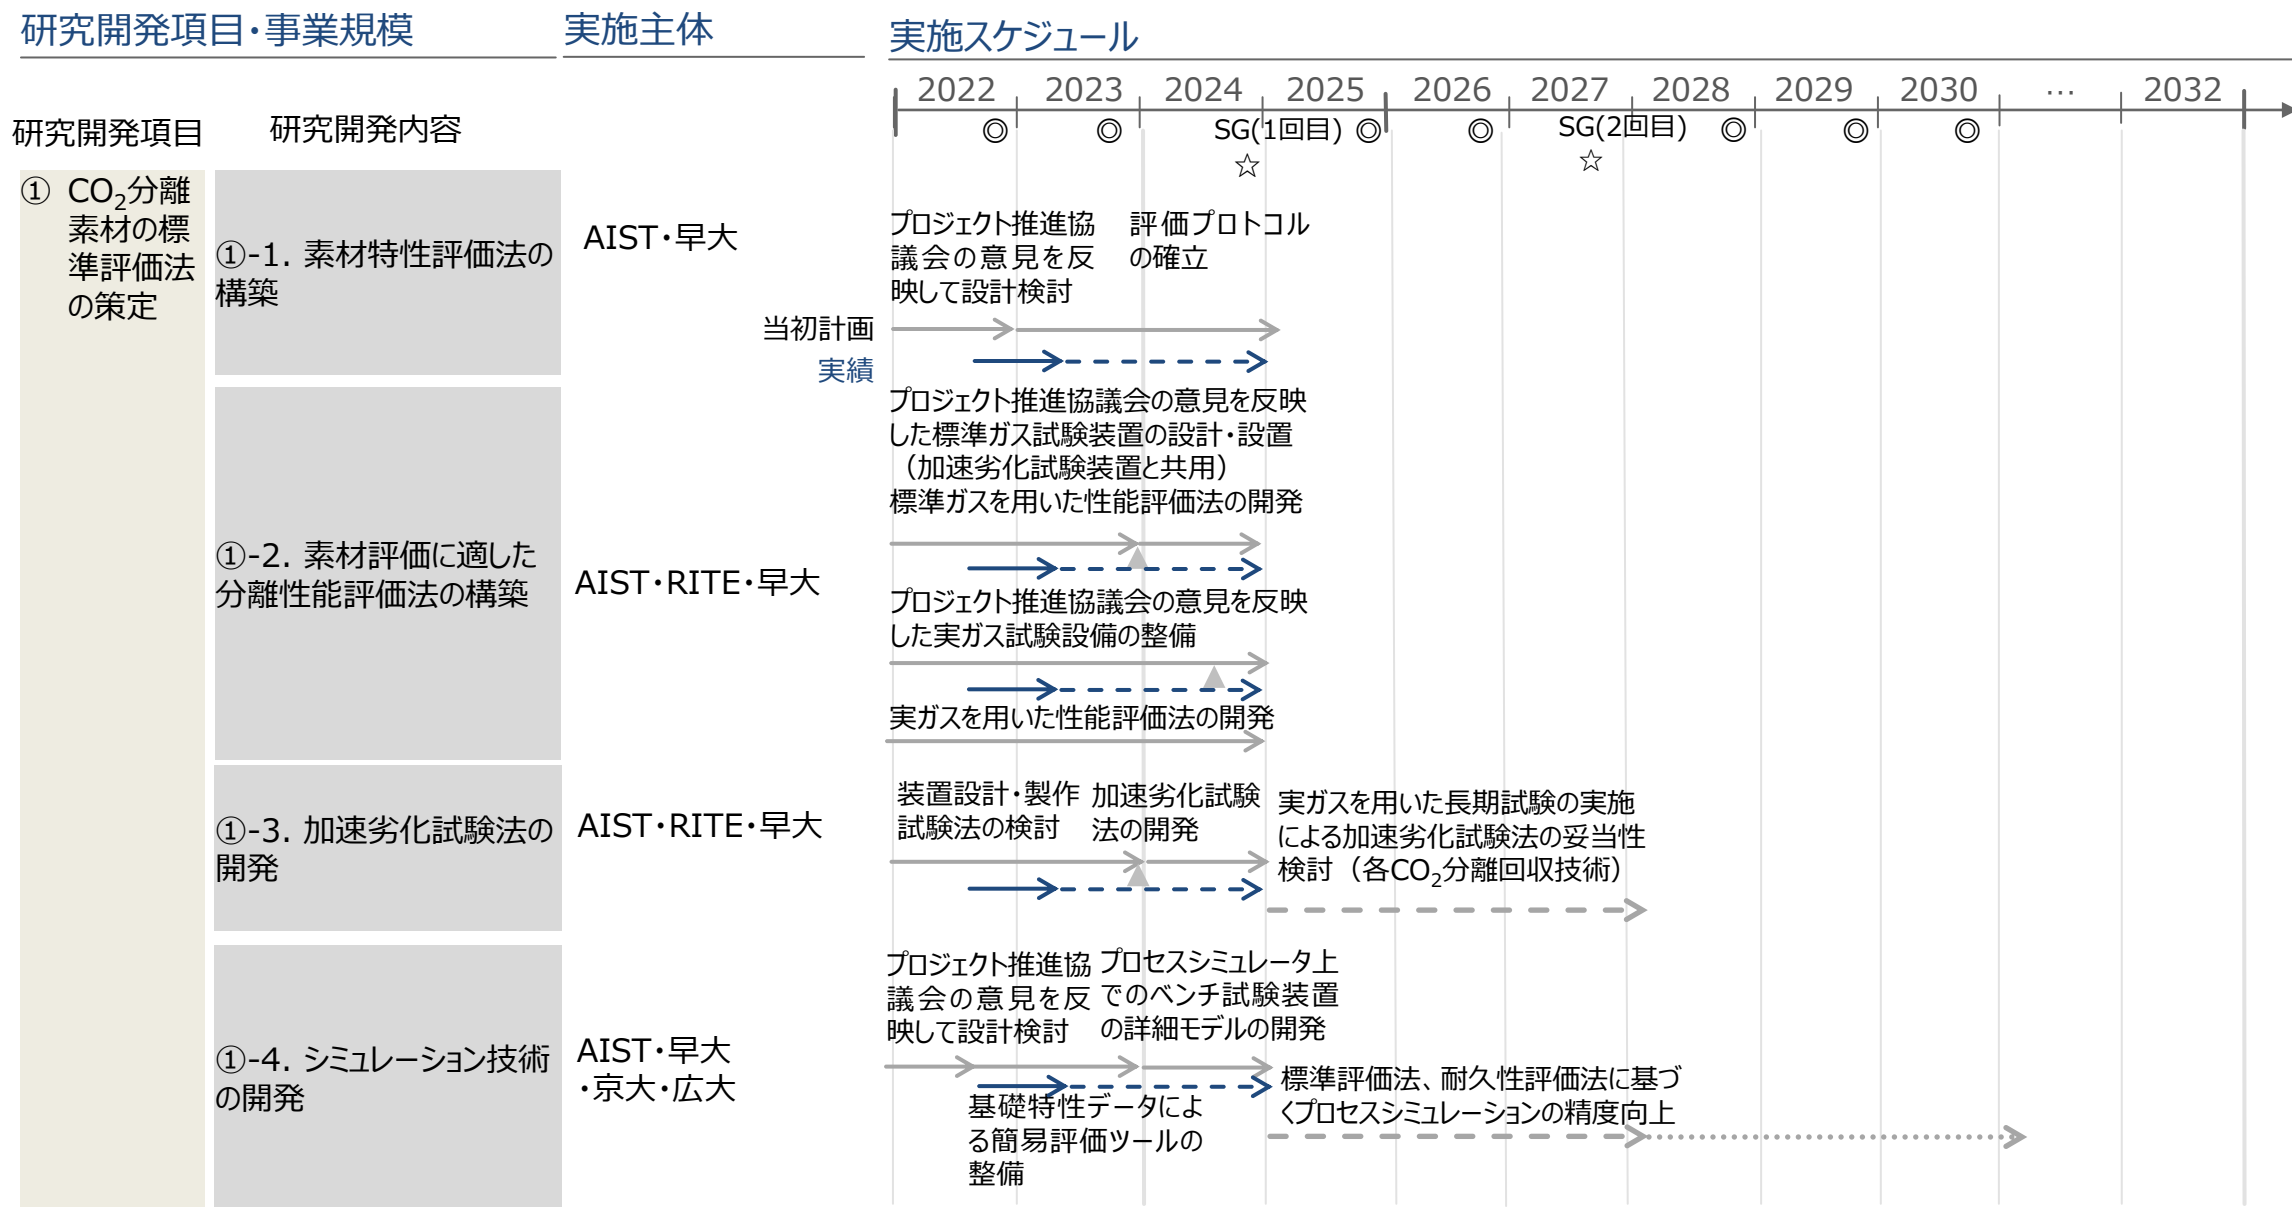 研究開発項目・事業規模
実施主体
実施スケジュール
2022
2023
2024
2025
2026
2027
2028
2029
2030
…
2032
研究開発項目
研究開発内容
◎
◎
SG(1回目)
◎
◎
SG(2回目)
◎
◎
◎
☆
☆
① CO₂分離
素材の標
準評価法
の策定
①-1. 素材特性評価法の
構築
AIST・早大
プロジェクト推進協
議会の意見を反
映して設計検討
評価プロトコル
の確立
当初計画
実績
①-2. 素材評価に適した
分離性能評価法の構築
AIST・RITE・早大
プロジェクト推進協議会の意見を反映
した標準ガス試験装置の設計・設置
（加速劣化試験装置と共用）
標準ガスを用いた性能評価法の開発
プロジェクト推進協議会の意見を反映
した実ガス試験設備の整備
実ガスを用いた性能評価法の開発
①-3. 加速劣化試験法の
開発
AIST・RITE・早大
装置設計・製作
試験法の検討
加速劣化試験
法の開発
実ガスを用いた長期試験の実施
による加速劣化試験法の妥当性
検討（各CO₂分離回収技術）
①-4. シミュレーション技術
の開発
AIST・早大
・京大・広大
プロジェクト推進協
議会の意見を反
映して設計検討
プロセスシミュレータ上
でのベンチ試験装置
の詳細モデルの開発
基礎特性データによ
る簡易評価ツールの
整備
標準評価法、耐久性評価法に基づ
くプロセスシミュレーションの精度向上